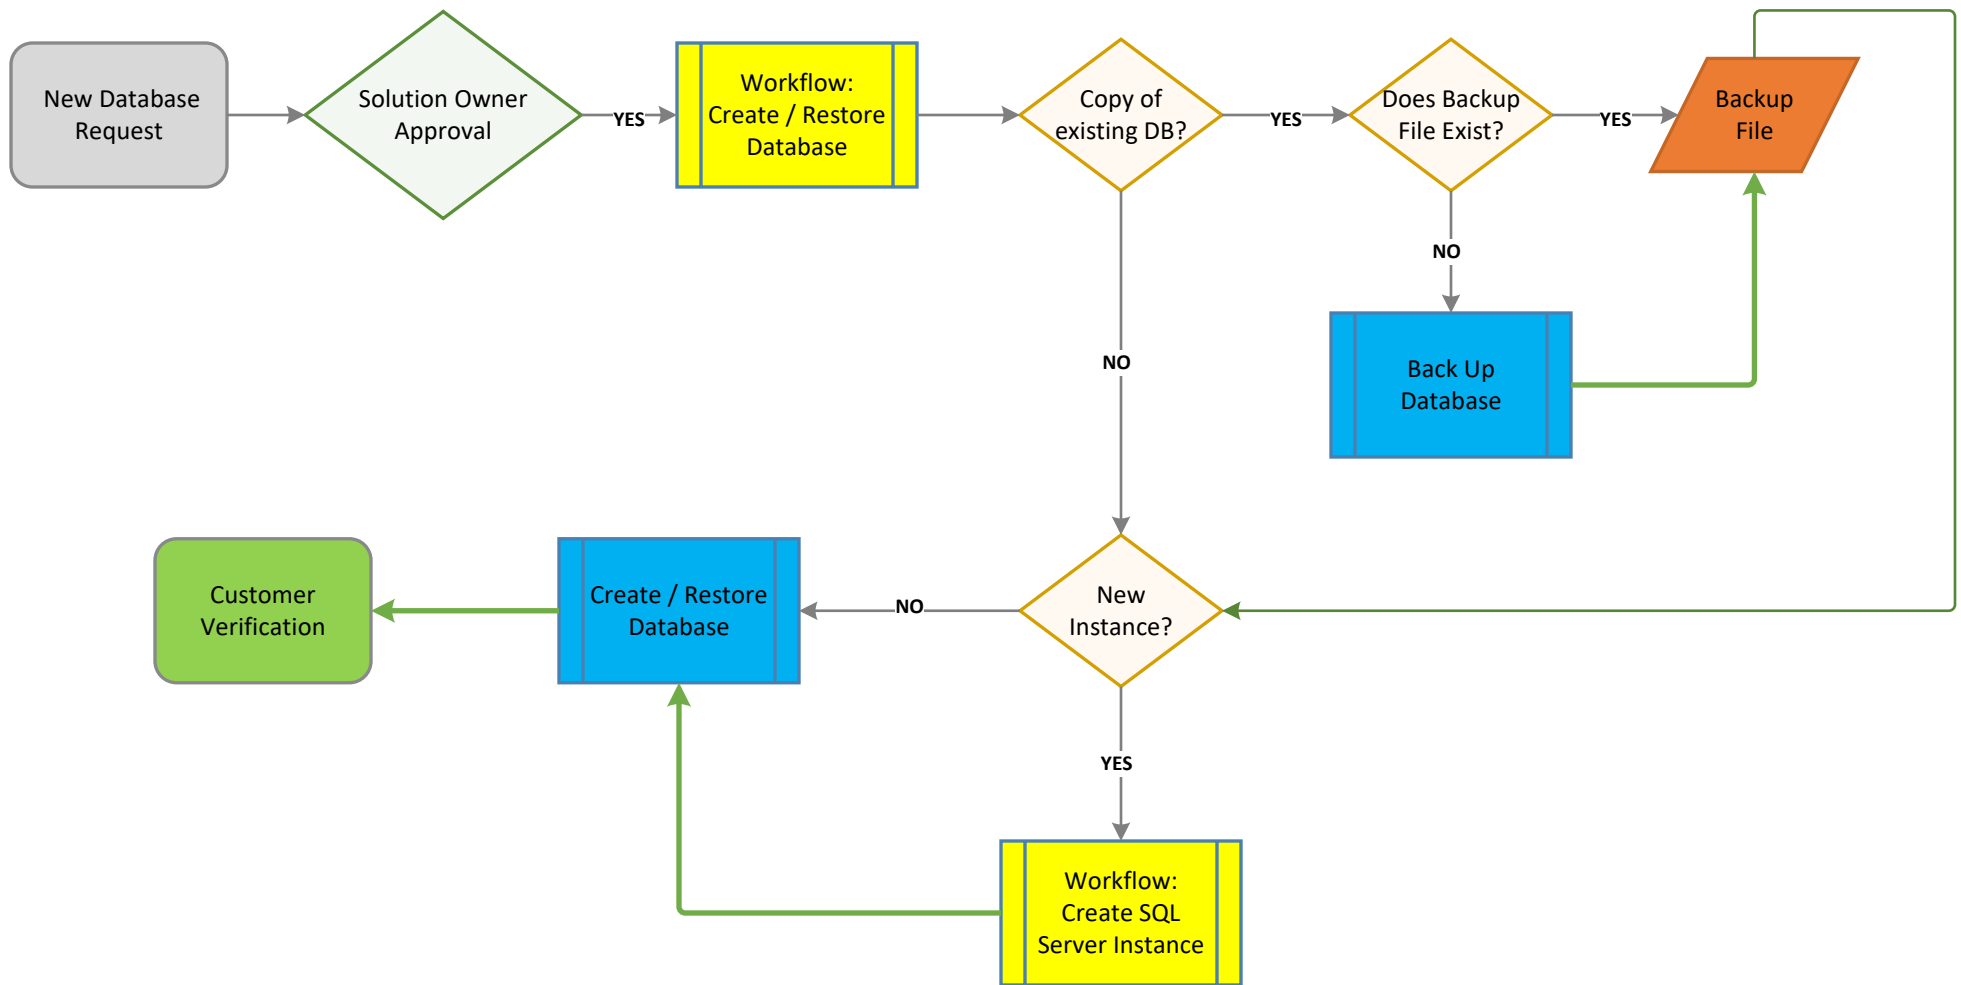 New Database
Request
Solution Owner
Approval
YES
Workflow:
Create / Restore
Database
Copy of
existing DB?
YES
Does Backup
File Exist?
YES
Backup
File
NO
NO
Back Up
Database
Customer
Verification
Create / Restore
Database
NO
New
Instance?
YES
Workflow:
Create SQL
Server Instance